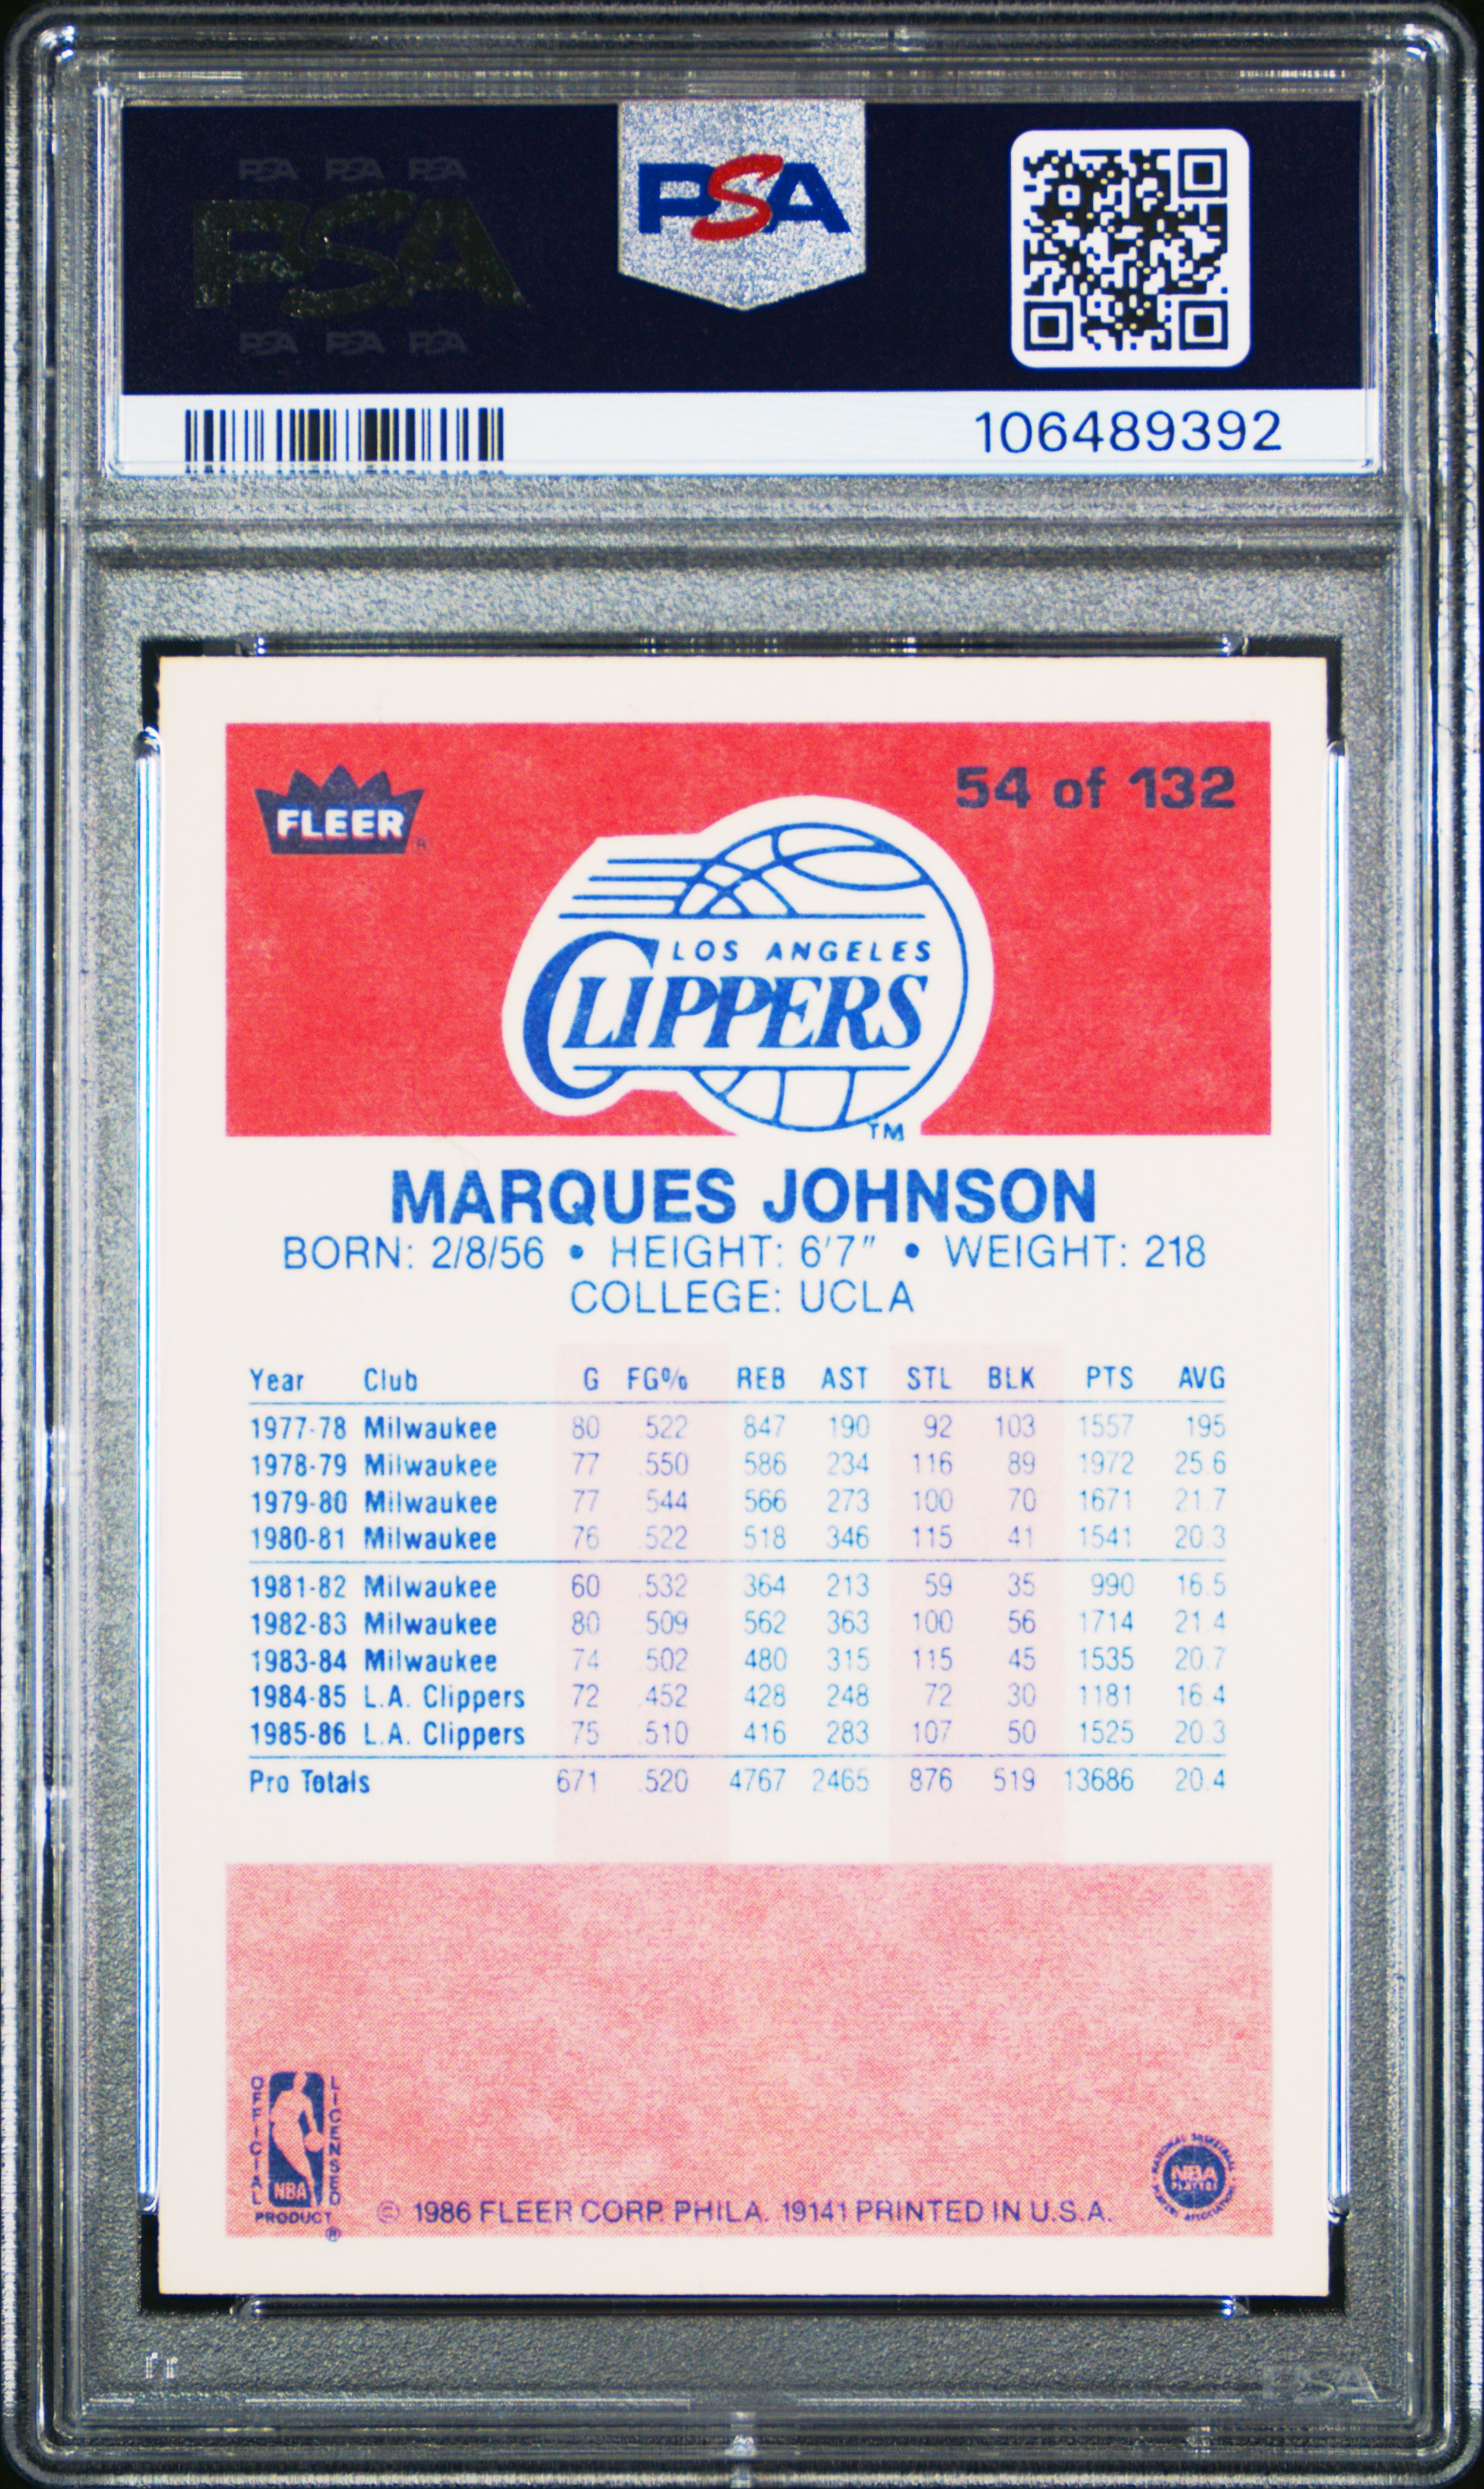 PSA PSA PSA
PSA
PSA PSA PSA
PSA
106489392
FLEER ®
54 of 132
LOS ANGELES
CLIPPERS
TM
MARQUES JOHNSON
BORN: 2/8/56 • HEIGHT: 6'7" • WEIGHT: 218
COLLEGE: UCLA
Year Club G FG% REB AST STL BLK PTS AVG
1977-78 Milwaukee 80 .522 847 190 92 103 1557 195
1978-79 Milwaukee 77 .550 586 234 116 89 1972 25.6
1979-80 Milwaukee 77 .544 566 273 100 70 1671 21.7
1980-81 Milwaukee 76 .522 518 346 115 41 1541 20.3
1981-82 Milwaukee 60 .532 364 213 59 35 990 16.5
1982-83 Milwaukee 80 .509 562 363 100 56 1714 21.4
1983-84 Milwaukee 74 .502 480 315 115 45 1535 20.7
1984-85 L.A. Clippers 72 .452 428 248 72 30 1181 16.4
1985-86 L.A. Clippers 75 .510 416 283 107 50 1525 20.3
Pro Totals 671 .520 4767 2465 876 519 13686 20.4
OFFICIAL LICENSED
NBA
PRODUCT ®
© 1986 FLEER CORP. PHILA. 19141 PRINTED IN U.S.A.
NATIONAL BASKETBALL
NBA
PLAYERS
PLAYERS ASSOCIATION
PSA